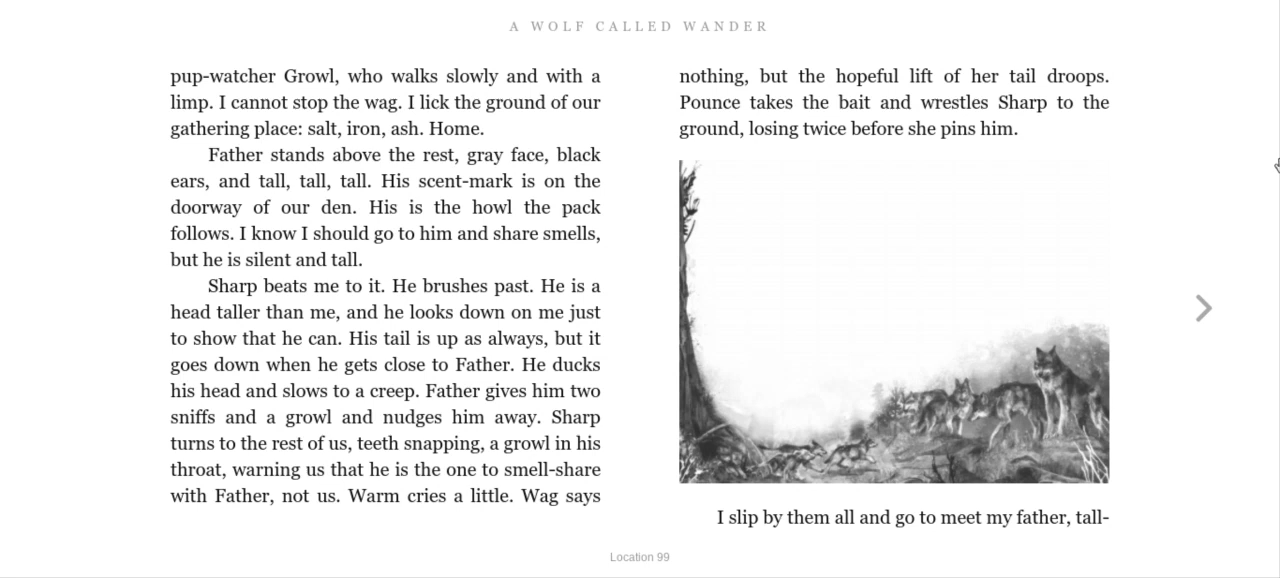 A WOLF CALLED WANDER
pup-watcher Growl, who walks slowly and with a
limp. I cannot stop the wag. I lick the ground of our
gathering place: salt, iron, ash. Home.
Father stands above the rest, gray face, black
ears, and tall, tall, tall. His scent-mark is on the
doorway of our den. His is the howl the pack
follows. I know I should go to him and share smells,
but he is silent and tall.
Sharp beats me to it. He brushes past. He is a
head taller than me, and he looks down on me just
to show that he can. His tail is up as always, but it
goes down when he gets close to Father. He ducks
his head and slows to a creep. Father gives him two
sniffs and a growl and nudges him away. Sharp
turns to the rest of us, teeth snapping, a growl in his
throat, warning us that he is the one to smell-share
with Father, not us. Warm cries a little. Wag says
nothing, but the hopeful lift of her tail droops.
Pounce takes the bait and wrestles Sharp to the
ground, losing twice before she pins him.
I slip by them all and go to meet my father, tall-
Location 99